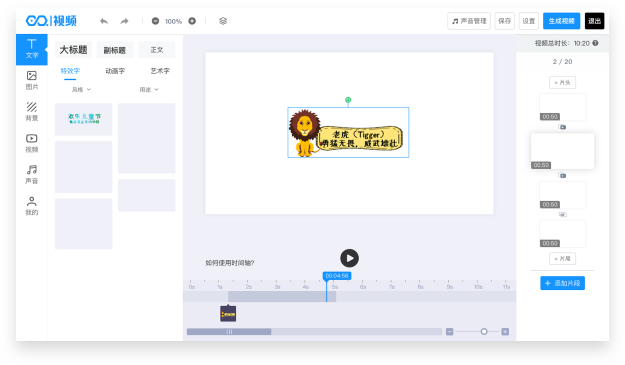 视频
100%
声音管理
保存
设置
生成视频
退出
文字
图片
背景
视频
声音
我的
大标题
副标题
正文
特效字
动画字
艺术字
风格
用途
欢乐儿童节
老虎（Tigger）
勇猛无畏，威武雄壮
如何使用时间轴?
00:04:56
0s 1s 2s 3s 4s 5s 6s 7s 8s 9s 10s 11s
视频总时长：10:20
2 / 20
+ 片头
00:50
00:50
00:50
00:50
+ 片尾
+ 添加片段